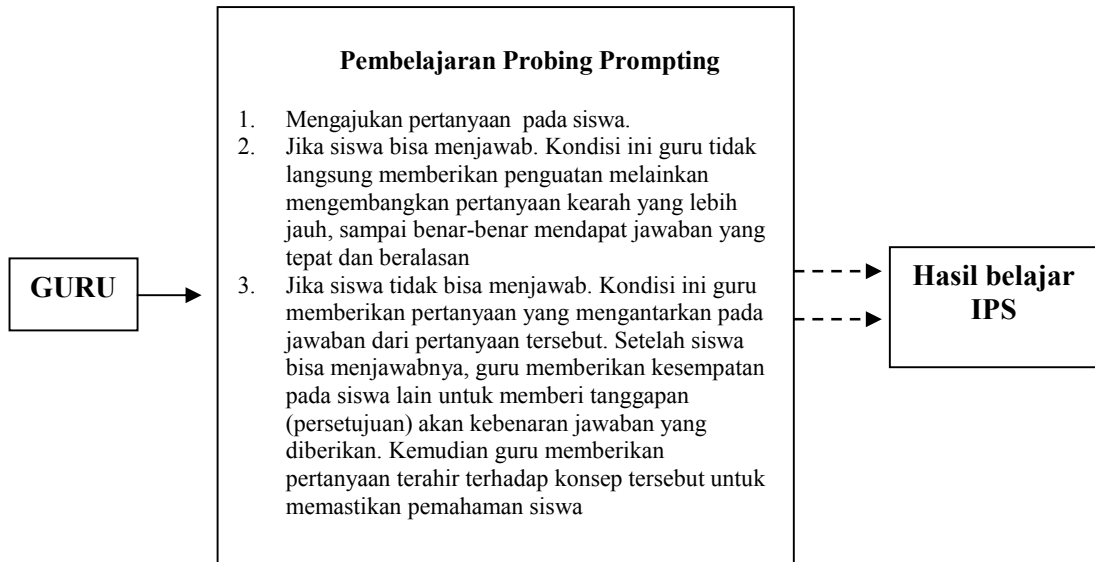 Pembelajaran Probing Prompting
1. Mengajukan pertanyaan pada siswa.
2. Jika siswa bisa menjawab. Kondisi ini guru tidak
langsung memberikan penguatan melainkan
mengembangkan pertanyaan kearah yang lebih
jauh, sampai benar-benar mendapat jawaban yang
tepat dan beralasan
3. Jika siswa tidak bisa menjawab. Kondisi ini guru
memberikan pertanyaan yang mengantarkan pada
jawaban dari pertanyaan tersebut. Setelah siswa
bisa menjawabnya, guru memberikan kesempatan
pada siswa lain untuk memberi tanggapan
(persetujuan) akan kebenaran jawaban yang
diberikan. Kemudian guru memberikan
pertanyaan terahir terhadap konsep tersebut untuk
memastikan pemahaman siswa
GURU
Hasil belajar
IPS